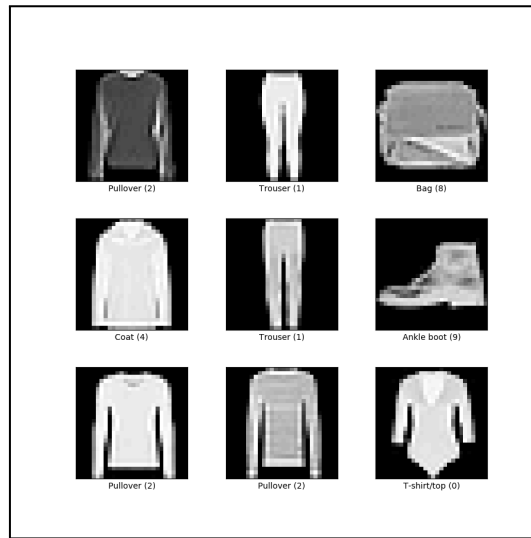 Pullover (2)
Trouser (1)
Bag (8)
Coat (4)
Trouser (1)
Ankle boot (9)
Pullover (2)
Pullover (2)
T-shirt/top (0)